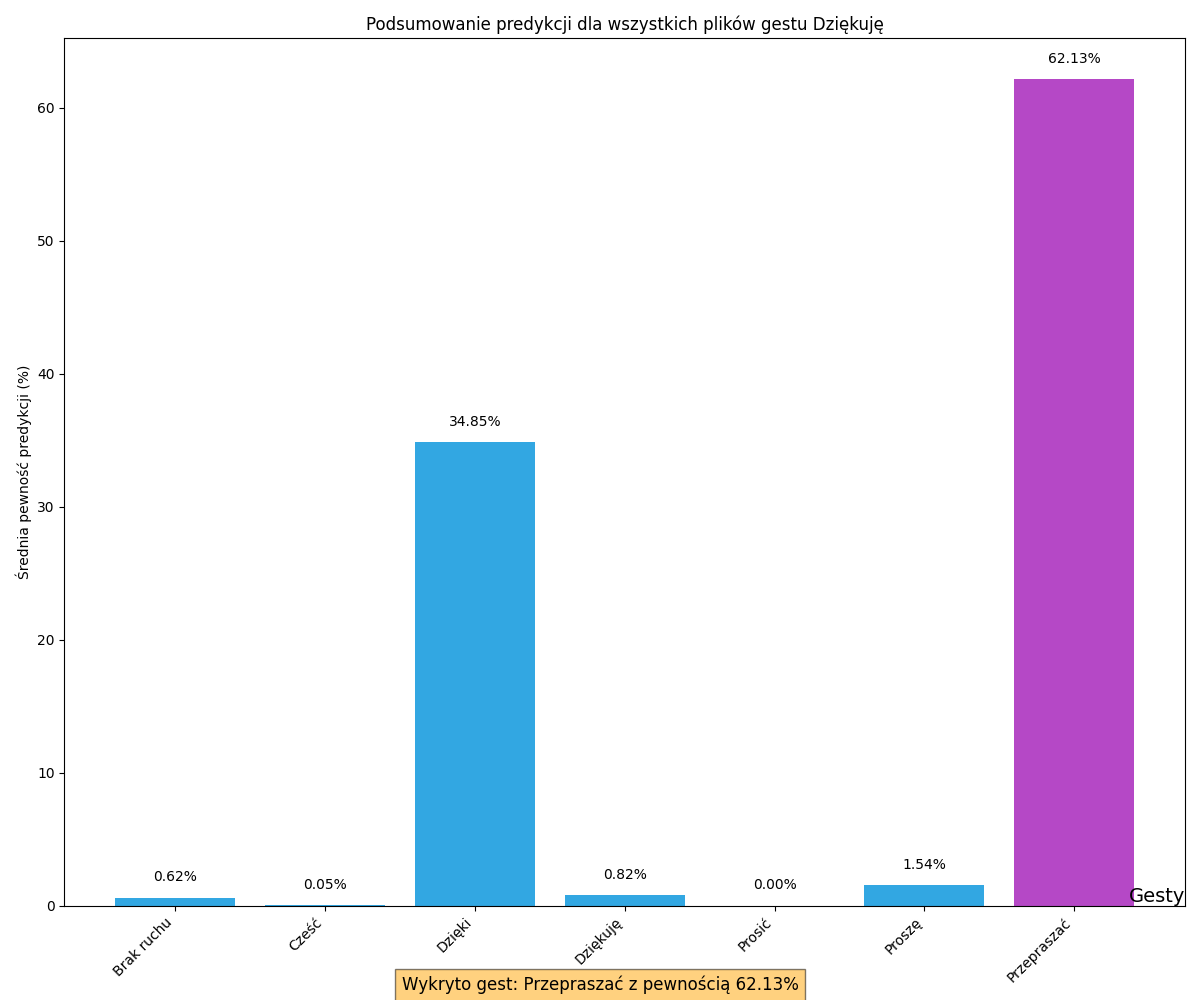 Podsumowanie predykcji dla wszystkich plików gestu Dziękuję
Średnia pewność predykcji (%)
60
50
40
30
20
10
0
0.62%
0.05%
34.85%
0.82%
0.00%
1.54%
62.13%
Brak ruchu
Cześć
Dzięki
Dziękuję
Prosić
Proszę
Przepraszać
Gesty
Wykryto gest: Przepraszać z pewnością 62.13%